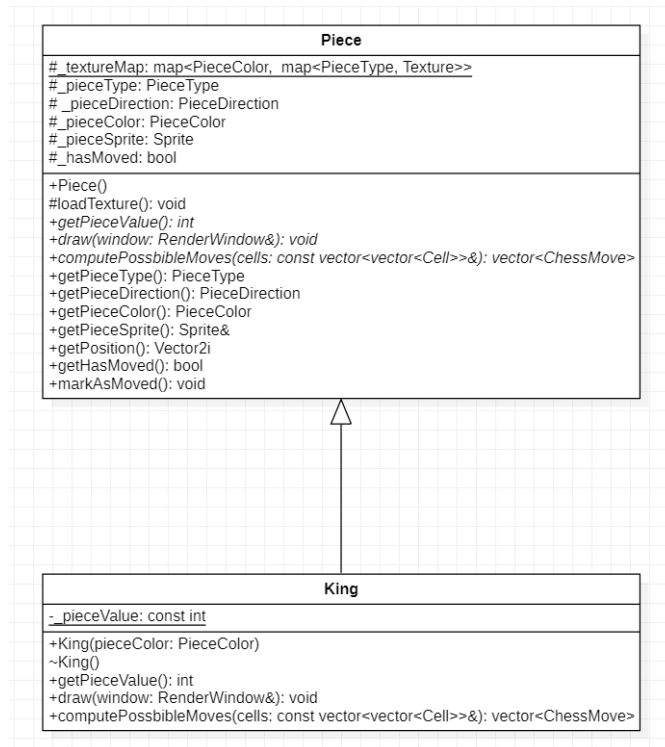 Piece
#_textureMap: map<PieceColor,  map<PieceType, Texture>>
#_pieceType: PieceType
# _pieceDirection: PieceDirection
#_pieceColor: PieceColor
#_pieceSprite: Sprite
#_hasMoved: bool
+Piece()
#loadTexture(): void
+getPieceValue(): int
+draw(window: RenderWindow&): void
+computePossbibleMoves(cells: const vector<vector<Cell>>&): vector<ChessMove>
+getPieceType(): PieceType
+getPieceDirection(): PieceDirection
+getPieceColor(): PieceColor
+getPieceSprite(): Sprite&
+getPosition(): Vector2i
+getHasMoved(): bool
+markAsMoved(): void
King
-_pieceValue: const int
+King(pieceColor: PieceColor)
~King()
+getPieceValue(): int
+draw(window: RenderWindow&): void
+computePossbibleMoves(cells: const vector<vector<Cell>>&): vector<ChessMove>